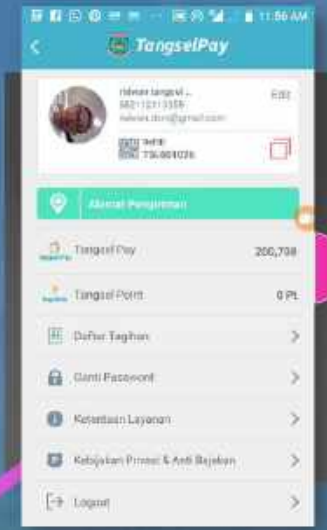 11:56 AM
TangselPay
Edit
Alamat Pengiriman
Tangsel Pay 200,708
Tangsel Point 0 Pt
Daftar Tagihan
Ganti Password
Ketentuan Layanan
Kebijakan Privasi & Anti Bajakan
Logout